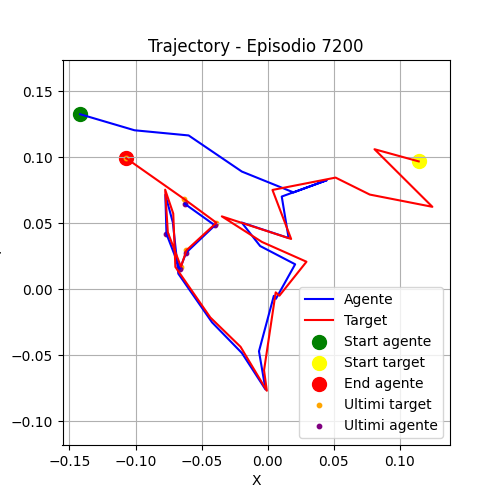 Trajectory - Episodio 7200
0.15
0.10
0.05
0.00
−0.05
−0.10
−0.15 −0.10 −0.05 0.00 0.05 0.10
X
Agente
Target
Start agente
Start target
End agente
Ultimi target
Ultimi agente